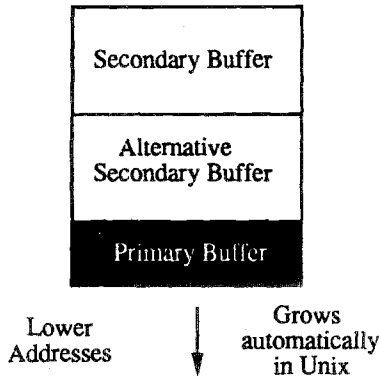 Secondary Buffer
Alternative
Secondary Buffer
Primary Buffer
Lower
Addresses
Grows
automatically
in Unix